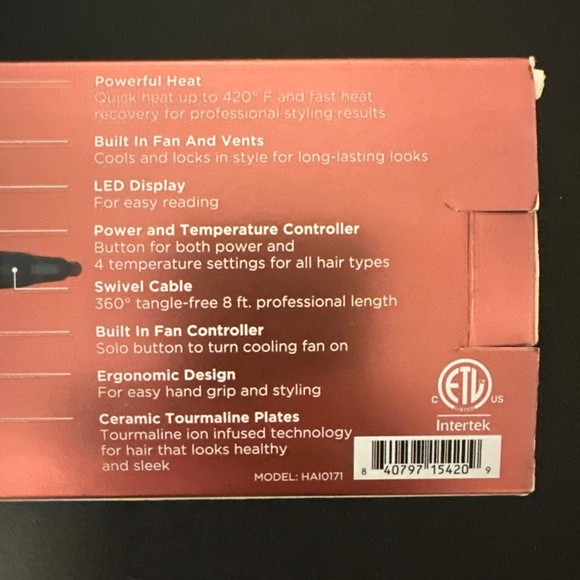 Powerful Heat
Quick heat up to 420° F and fast heat
recovery for professional styling results
Built In Fan And Vents
Cools and locks in style for long-lasting looks
LED Display
For easy reading
Power and Temperature Controller
Button for both power and
4 temperature settings for all hair types
Swivel Cable
360° tangle-free 8 ft. professional length
Built In Fan Controller
Solo button to turn cooling fan on
Ergonomic Design
For easy hand grip and styling
Ceramic Tourmaline Plates
Tourmaline ion infused technology
for hair that looks healthy
and sleek
MODEL: HAI0171
ETL
LISTED
C US
Intertek
8 40797 15420 9